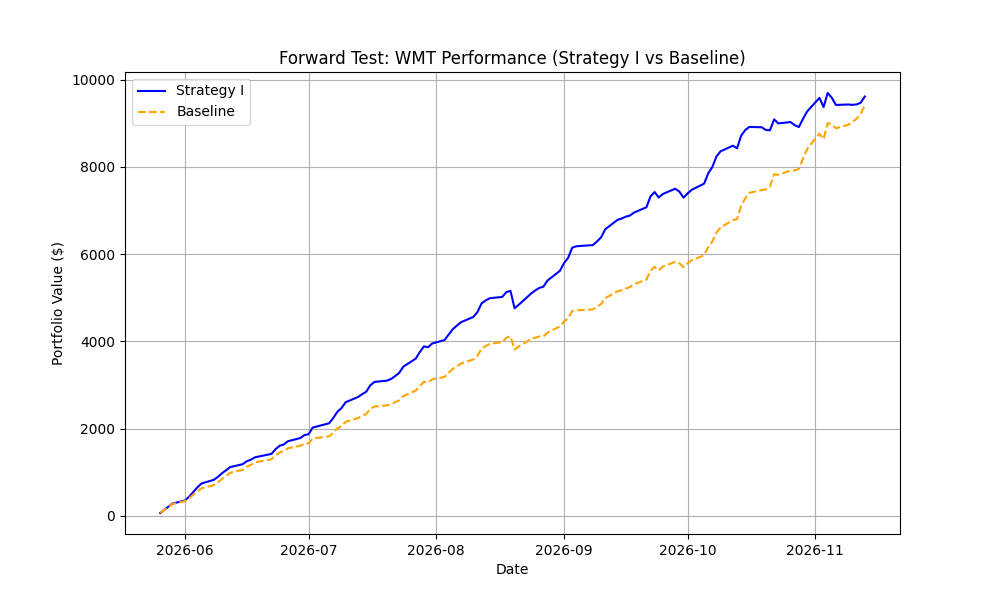 Forward Test: WMT Performance (Strategy I vs Baseline)
Strategy I
Baseline
Portfolio Value ($)
10000
8000
6000
4000
2000
0
2026-06
2026-07
2026-08
2026-09
2026-10
2026-11
Date